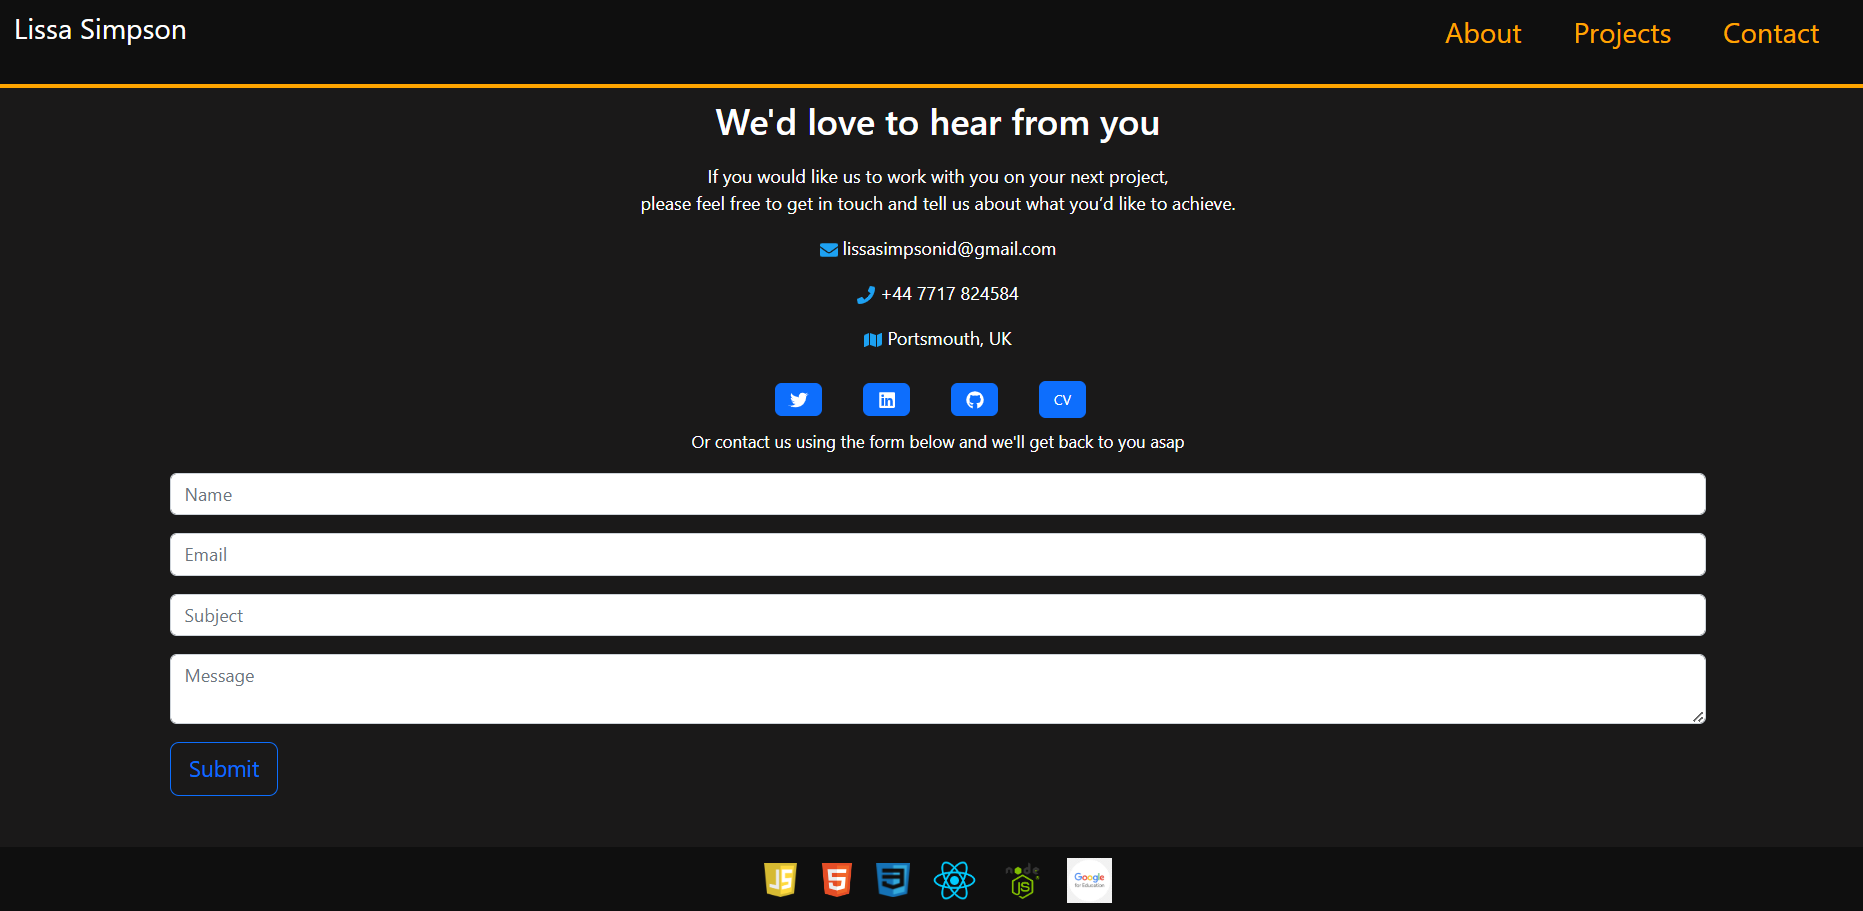 Lissa Simpson
About Projects Contact
We'd love to hear from you
If you would like us to work with you on your next project,
please feel free to get in touch and tell us about what you’d like to achieve.
lissasimpsonid@gmail.com
+44 7717 824584
Portsmouth, UK
in CV
Or contact us using the form below and we'll get back to you asap
Name
Email
Subject
Message
Submit
JS 5 3 node JS Google
for Education